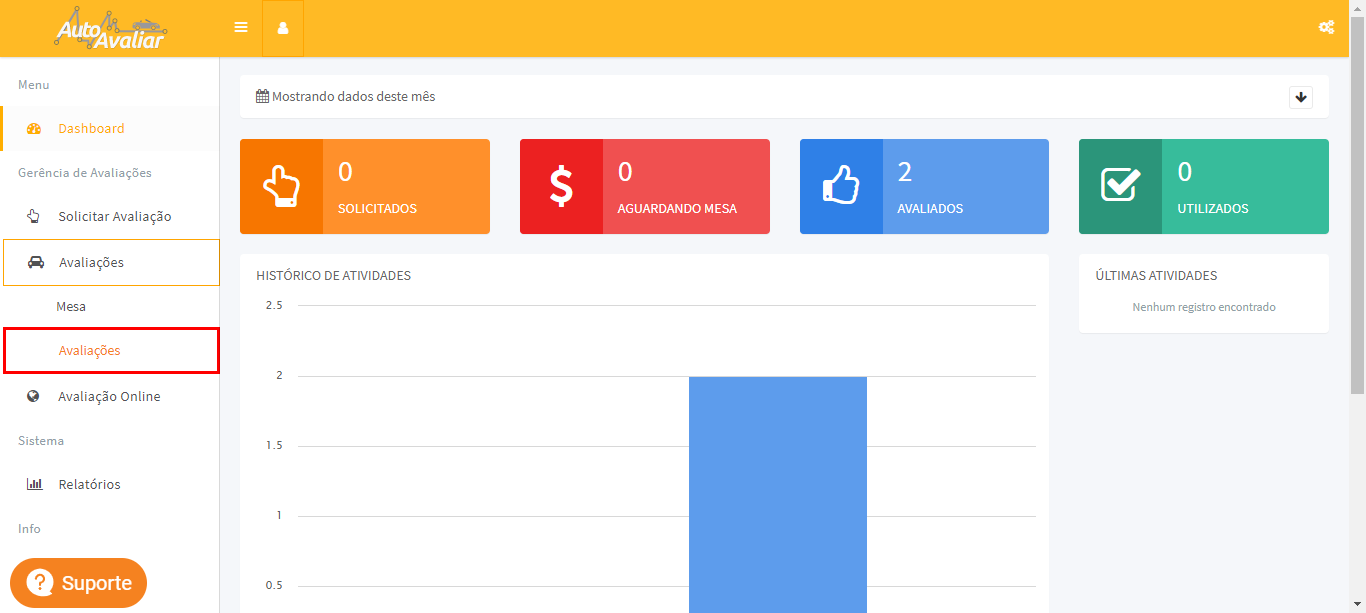 Auto
Avaliar
Menu
Mostrando dados deste mês
Dashboard
Gerência de Avaliações
Solicitar Avaliação
Avaliações
Mesa
Avaliações
Avaliação Online
Sistema
Relatórios
Info
? Suporte
0
SOLICITADOS
$
0
AGUARDANDO MESA
2
AVALIADOS
0
UTILIZADOS
HISTÓRICO DE ATIVIDADES
2.5
2
1.5
1
0.5
ÚLTIMAS ATIVIDADES
Nenhum registro encontrado